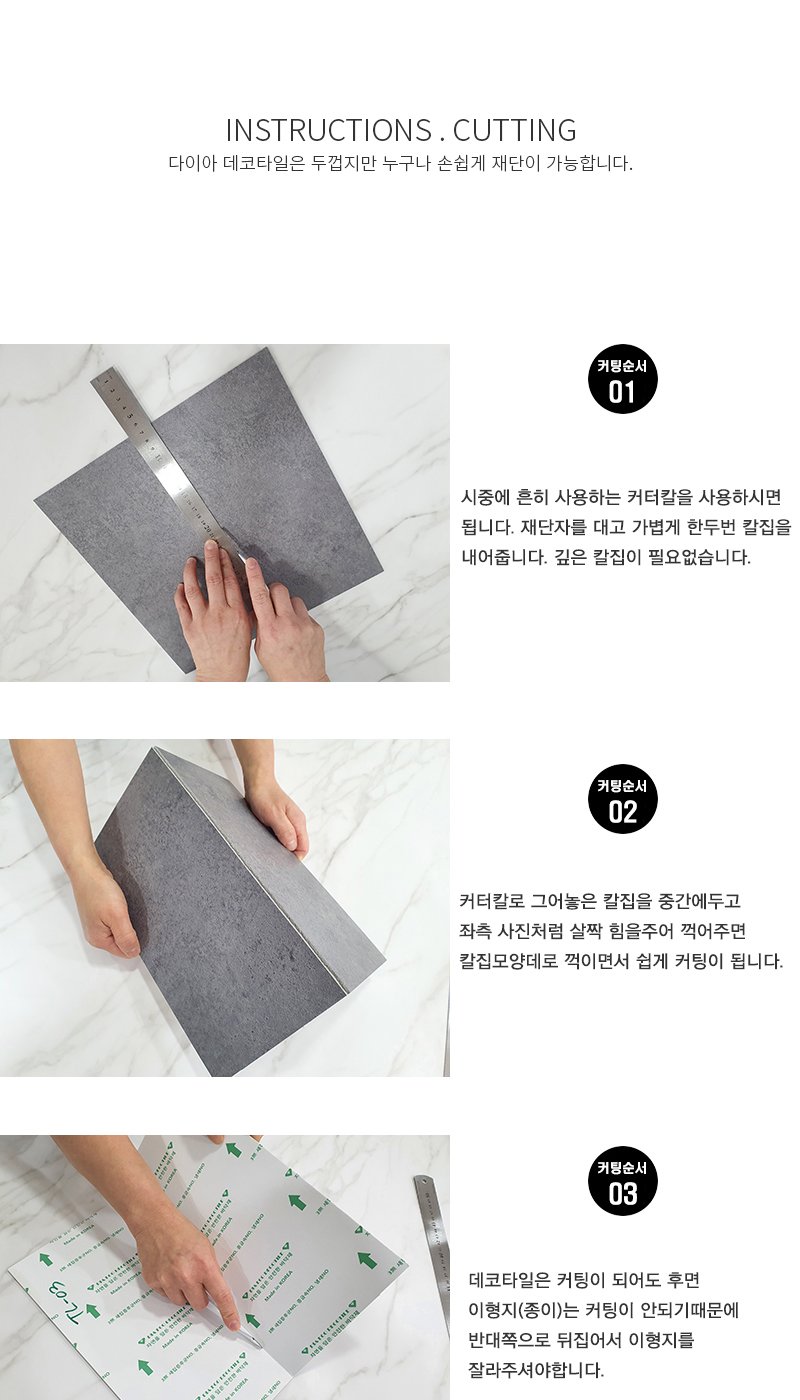 INSTRUCTIONS . CUTTING
다이아 데코타일은 두껍지만 누구나 손쉽게 재단이 가능합니다.
커팅순서
01
시중에 흔히 사용하는 커터칼을 사용하시면
됩니다. 재단자를 대고 가볍게 한두번 칼집을
내어줍니다. 깊은 칼집이 필요없습니다.
커팅순서
02
커터칼로 그어놓은 칼집을 중간에두고
좌측 사진처럼 살짝 힘을주어 꺽어주면
칼집모양데로 꺽이면서 쉽게 커팅이 됩니다.
커팅순서
03
Made in KOREA
TL-03
데코타일은 커팅이 되어도 후면
이형지(종이)는 커팅이 안되기때문에
반대쪽으로 뒤집어서 이형지를
잘라주셔야합니다.